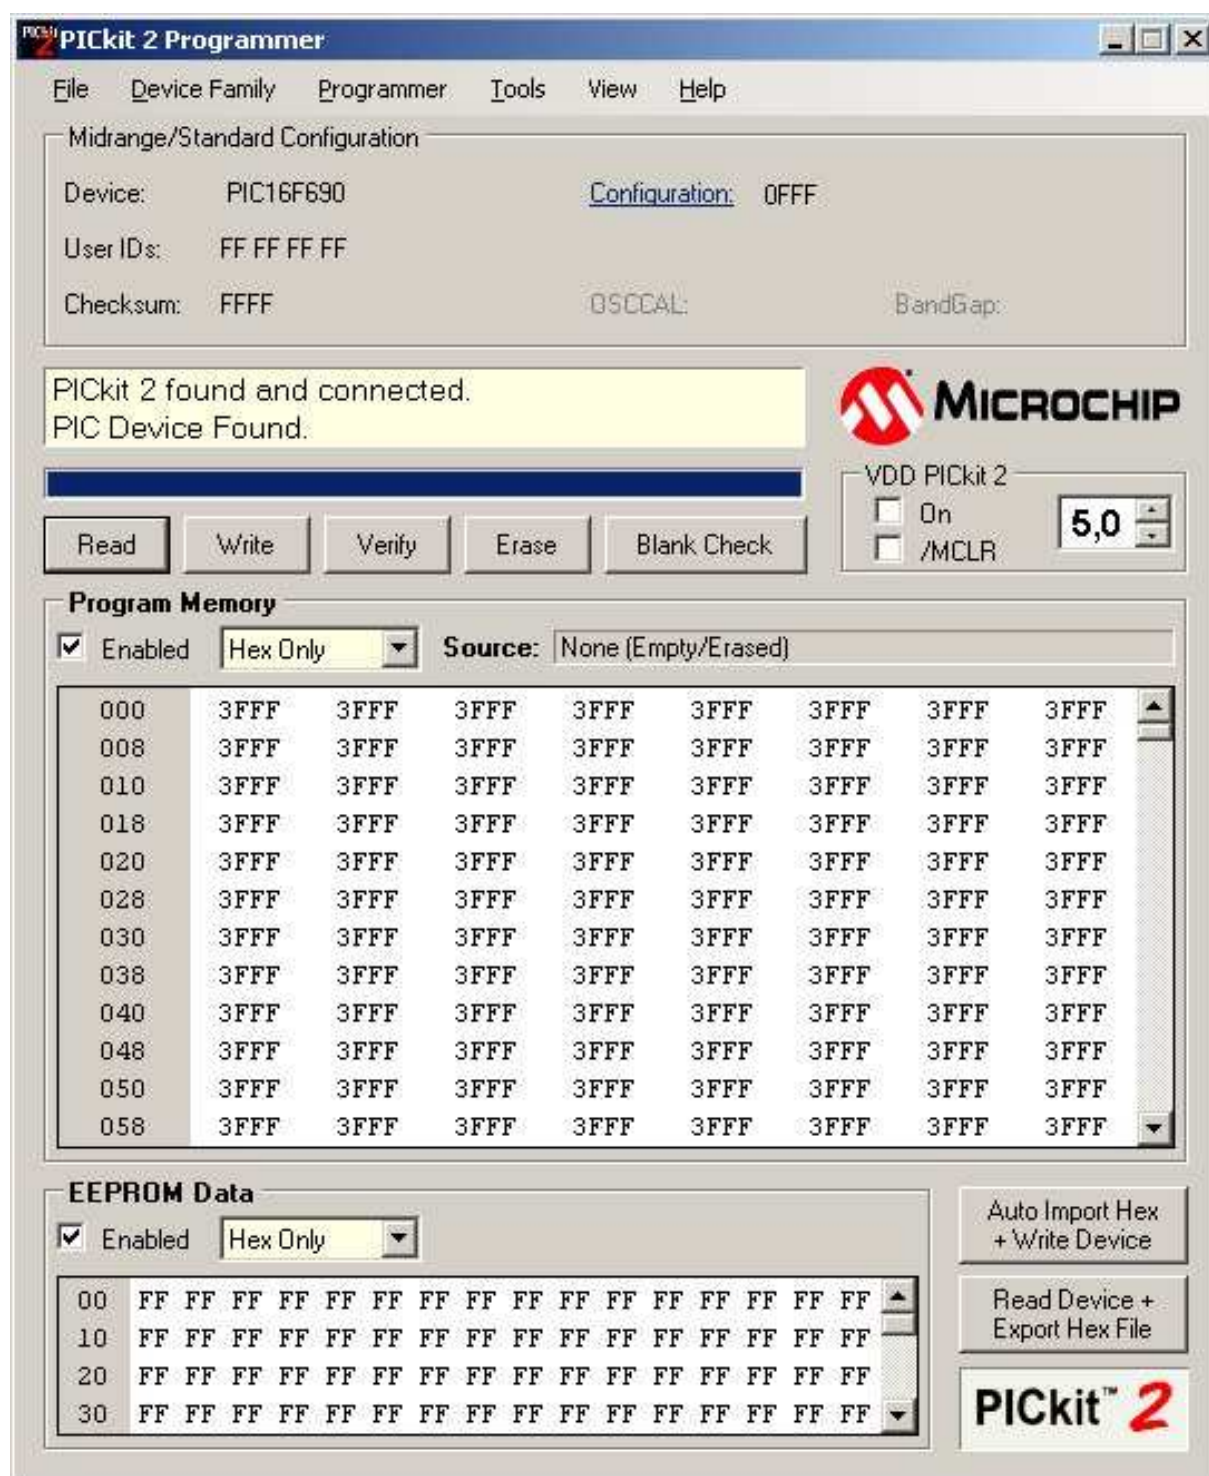 PICkit 2 Programmer
File Device Family Programmer Tools View Help
Midrange/Standard Configuration
Device: PIC16F690 Configuration: 0FFF
User IDs: FF FF FF FF
Checksum: FFFF OSCCAL: BandGap:
PICkit 2 found and connected.
PIC Device Found.
MICROCHIP
VDD PICkit 2
On
/MCLR
5,0
Read Write Verify Erase Blank Check
Program Memory
Enabled Hex Only Source: None (Empty/Erased)
000 3FFF 3FFF 3FFF 3FFF 3FFF 3FFF 3FFF 3FFF
008 3FFF 3FFF 3FFF 3FFF 3FFF 3FFF 3FFF 3FFF
010 3FFF 3FFF 3FFF 3FFF 3FFF 3FFF 3FFF 3FFF
018 3FFF 3FFF 3FFF 3FFF 3FFF 3FFF 3FFF 3FFF
020 3FFF 3FFF 3FFF 3FFF 3FFF 3FFF 3FFF 3FFF
028 3FFF 3FFF 3FFF 3FFF 3FFF 3FFF 3FFF 3FFF
030 3FFF 3FFF 3FFF 3FFF 3FFF 3FFF 3FFF 3FFF
038 3FFF 3FFF 3FFF 3FFF 3FFF 3FFF 3FFF 3FFF
040 3FFF 3FFF 3FFF 3FFF 3FFF 3FFF 3FFF 3FFF
048 3FFF 3FFF 3FFF 3FFF 3FFF 3FFF 3FFF 3FFF
050 3FFF 3FFF 3FFF 3FFF 3FFF 3FFF 3FFF 3FFF
058 3FFF 3FFF 3FFF 3FFF 3FFF 3FFF 3FFF 3FFF
EEPROM Data
Enabled Hex Only
00 FF FF FF FF FF FF FF FF FF FF FF FF FF FF FF FF
10 FF FF FF FF FF FF FF FF FF FF FF FF FF FF FF FF
20 FF FF FF FF FF FF FF FF FF FF FF FF FF FF FF FF
30 FF FF FF FF FF FF FF FF FF FF FF FF FF FF FF FF
Auto Import Hex
+ Write Device
Read Device +
Export Hex File
PICkit™ 2